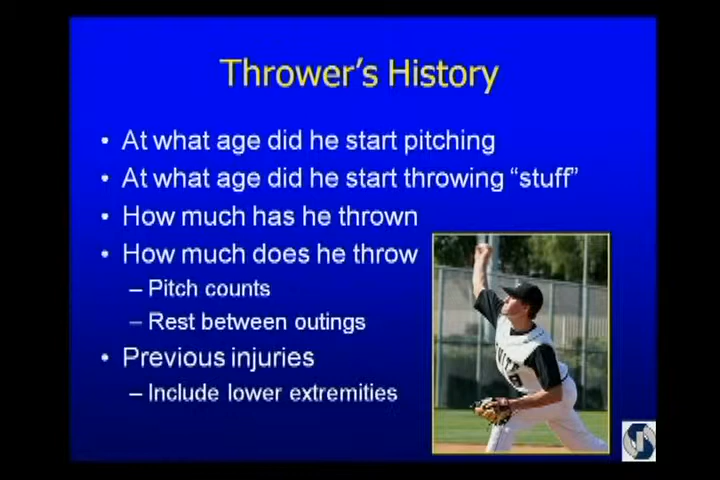 Thrower's History
• At what age did he start pitching
• At what age did he start throwing “stuff”
• How much has he thrown
• How much does he throw
– Pitch counts
– Rest between outings
• Previous injuries
– Include lower extremities